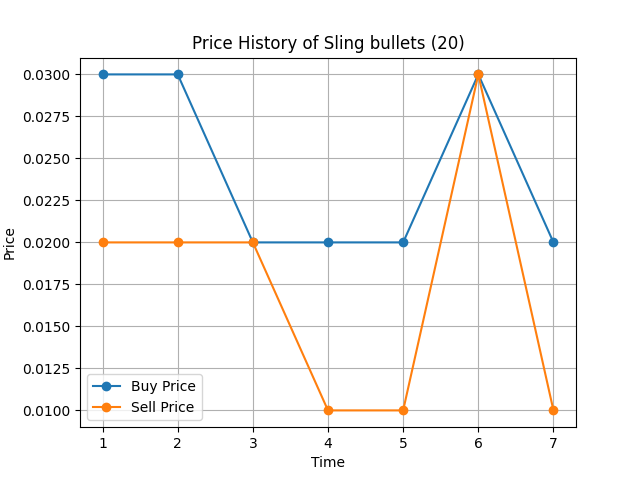 Price History of Sling bullets (20)
Price
0.0300
0.0275
0.0250
0.0225
0.0200
0.0175
0.0150
0.0125
0.0100
Buy Price
Sell Price
1 2 3 4 5 6 7
Time